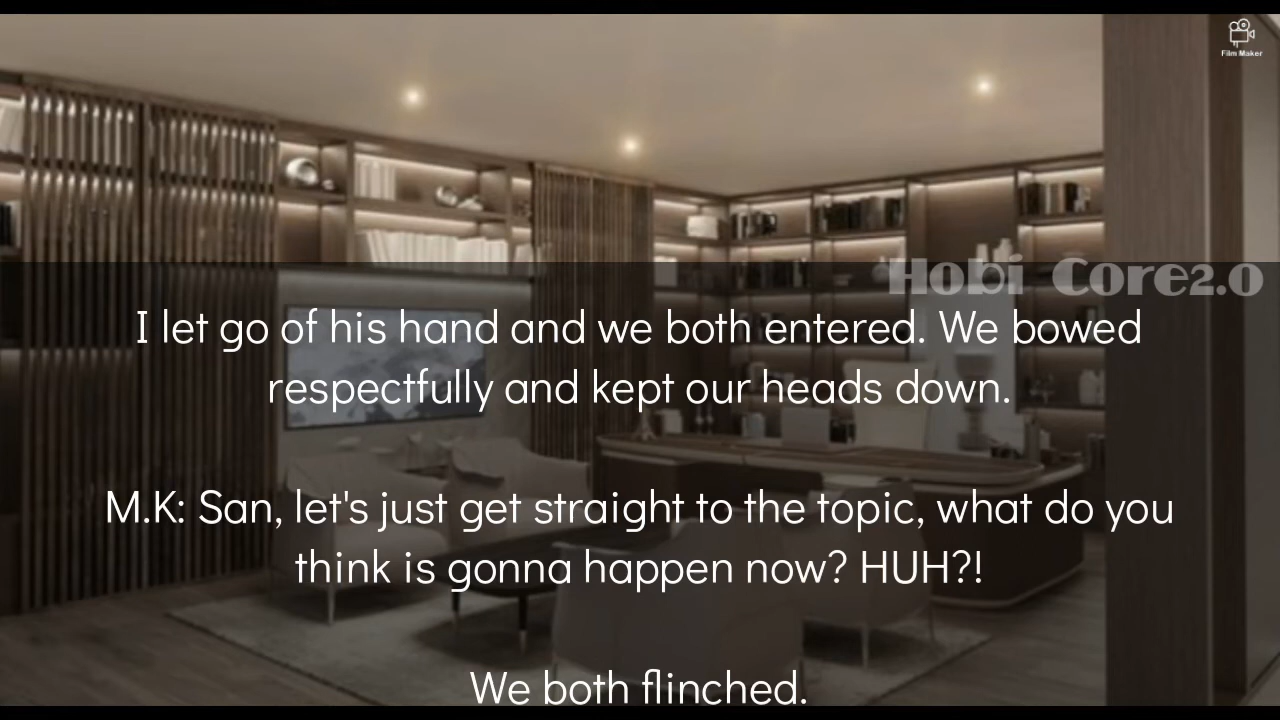 Film Maker
Hobi Core2.0
I let go of his hand and we both entered. We bowed
respectfully and kept our heads down.
M.K: San, let's just get straight to the topic, what do you
think is gonna happen now? HUH?!
We both flinched.